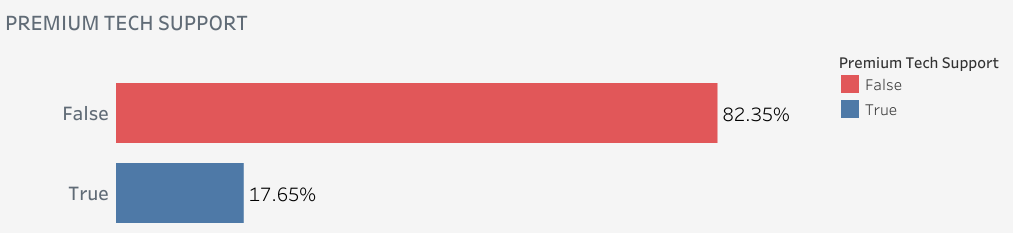 PREMIUM TECH SUPPORT
Premium Tech Support
False
True
False
82.35%
True
17.65%